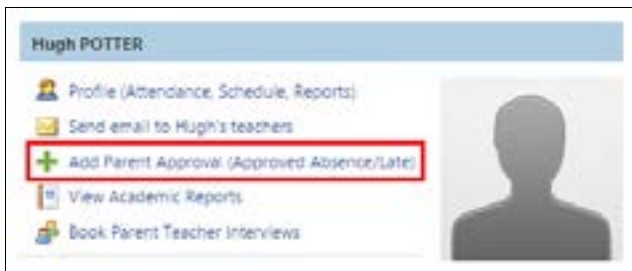 Hugh POTTER
Profile (Attendance, Schedule, Reports)
Send email to Hugh's teachers
Add Parent Approval (Approved Absence/Late)
View Academic Reports
Book Parent Teacher Interviews